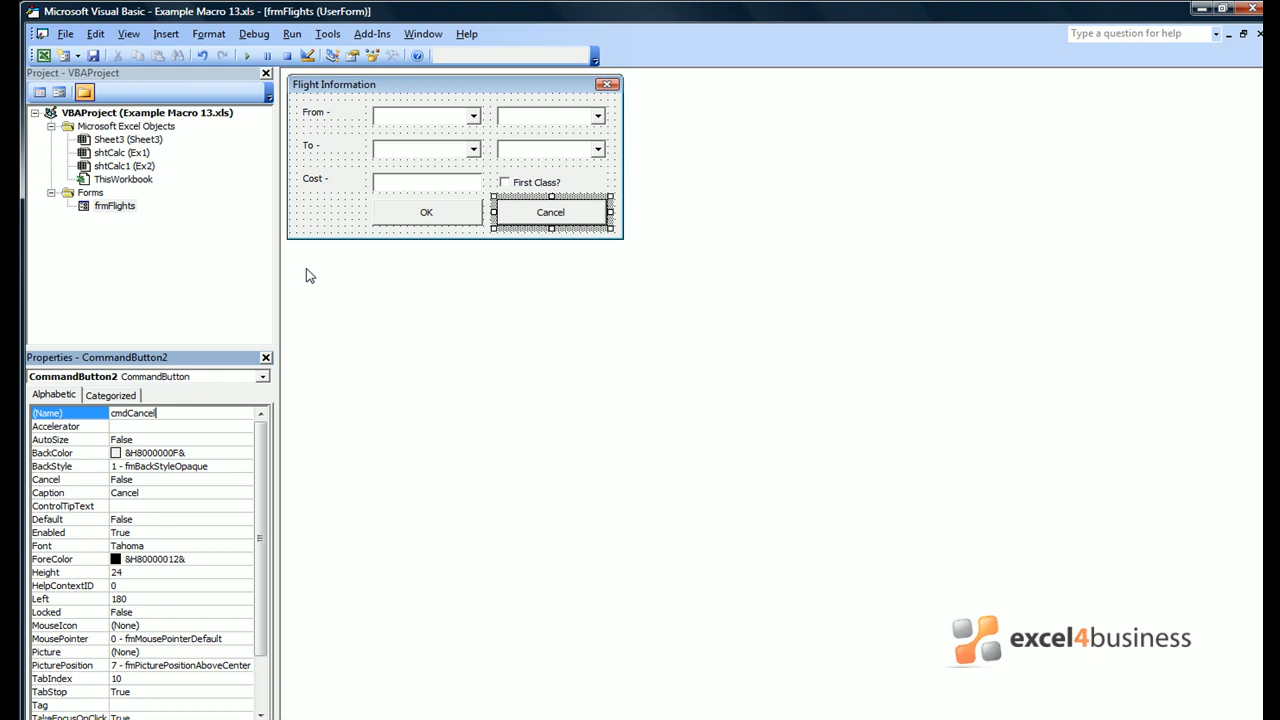 Microsoft Visual Basic - Example Macro 13.xls - [frmFlights (UserForm)]
File Edit View Insert Format Debug Run Tools Add-Ins Window Help
Type a question for help
Project - VBAProject
VBAProject (Example Macro 13.xls)
Microsoft Excel Objects
Sheet3 (Sheet3)
shtCalc (Ex1)
shtCalc1 (Ex2)
ThisWorkbook
Forms
frmFlights
Flight Information
From -
To -
Cost -
First Class?
OK Cancel
Properties - CommandButton2
CommandButton2 CommandButton
Alphabetic Categorized
(Name) cmdCancel
Accelerator
AutoSize False
BackColor &H8000000F&
BackStyle 1 - fmBackStyleOpaque
Cancel False
Caption Cancel
ControlTipText
Default False
Enabled True
Font Tahoma
ForeColor &H80000012&
Height 24
HelpContextID 0
Left 180
Locked False
MouseIcon (None)
MousePointer 0 - fmMousePointerDefault
Picture (None)
PicturePosition 7 - fmPicturePositionAboveCenter
TabIndex 10
TabStop True
Tag
TakeFocusOnClick True
excel4business